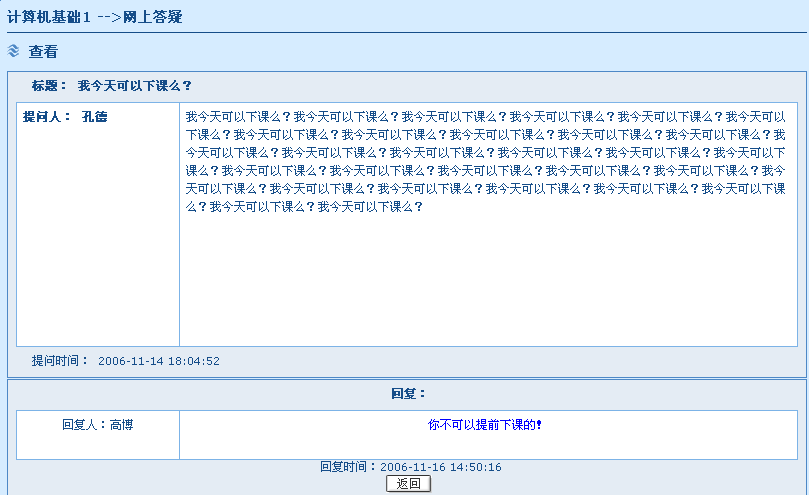 计算机基础1 -->网上答疑
查看
标题： 我今天可以下课么？
提问人： 孔德
我今天可以下课么？我今天可以下课么？我今天可以下课么？我今天可以下课么？我今天可以下课么？我今天可以
下课么？我今天可以下课么？我今天可以下课么？我今天可以下课么？我今天可以下课么？我今天可以下课么？我
今天可以下课么？我今天可以下课么？我今天可以下课么？我今天可以下课么？我今天可以下课么？我今天可以下
课么？我今天可以下课么？我今天可以下课么？我今天可以下课么？我今天可以下课么？我今天可以下课么？我今
天可以下课么？我今天可以下课么？我今天可以下课么？我今天可以下课么？我今天可以下课么？我今天可以下课
么？我今天可以下课么？我今天可以下课么？
提问时间： 2006-11-14 18:04:52
回复：
回复人：高博
你不可以提前下课的！
回复时间：2006-11-16 14:50:16
返回